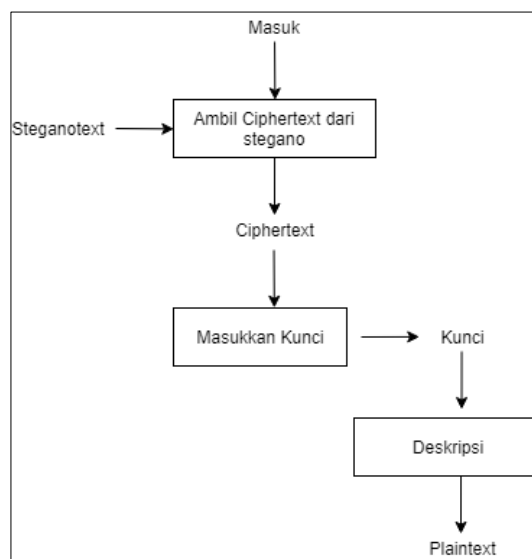 Masuk
Steganotext
Ambil Ciphertext dari
stegano
Ciphertext
Masukkan Kunci
Kunci
Deskripsi
Plaintext